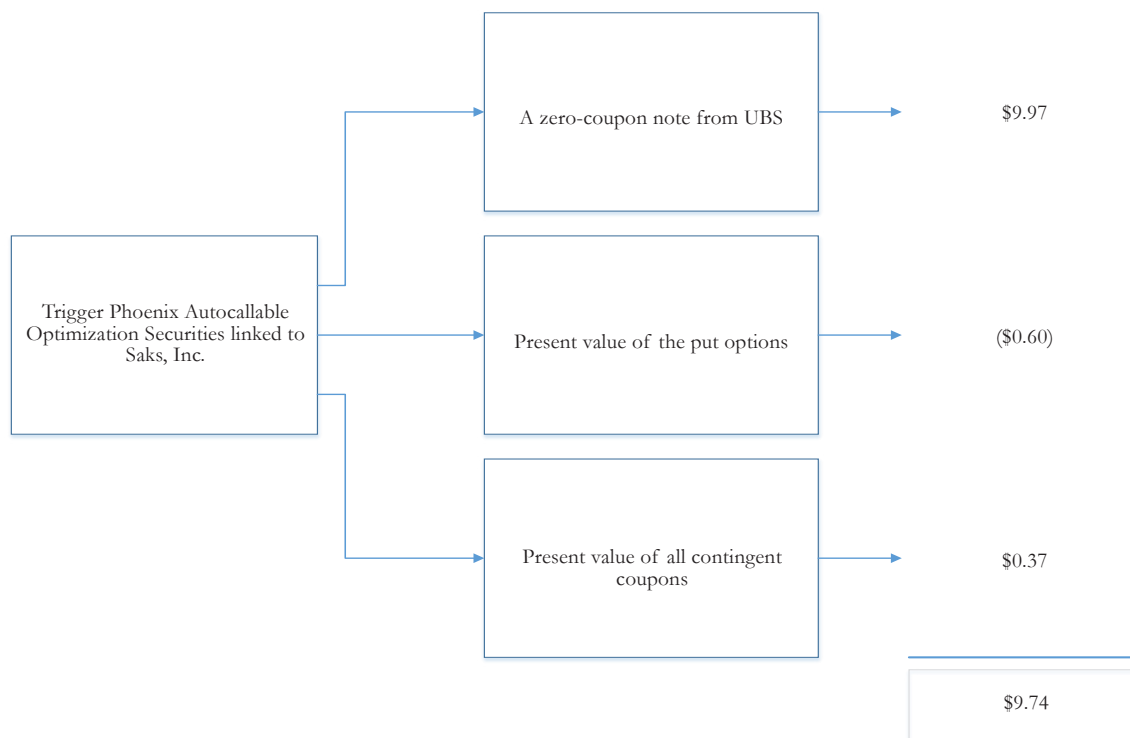 A zero-coupon note from UBS
$9.97
Trigger Phoenix Autocallable
Optimization Securities linked to
Saks, Inc.
Present value of the put options
($0.60)
Present value of all contingent
coupons
$0.37
$9.74